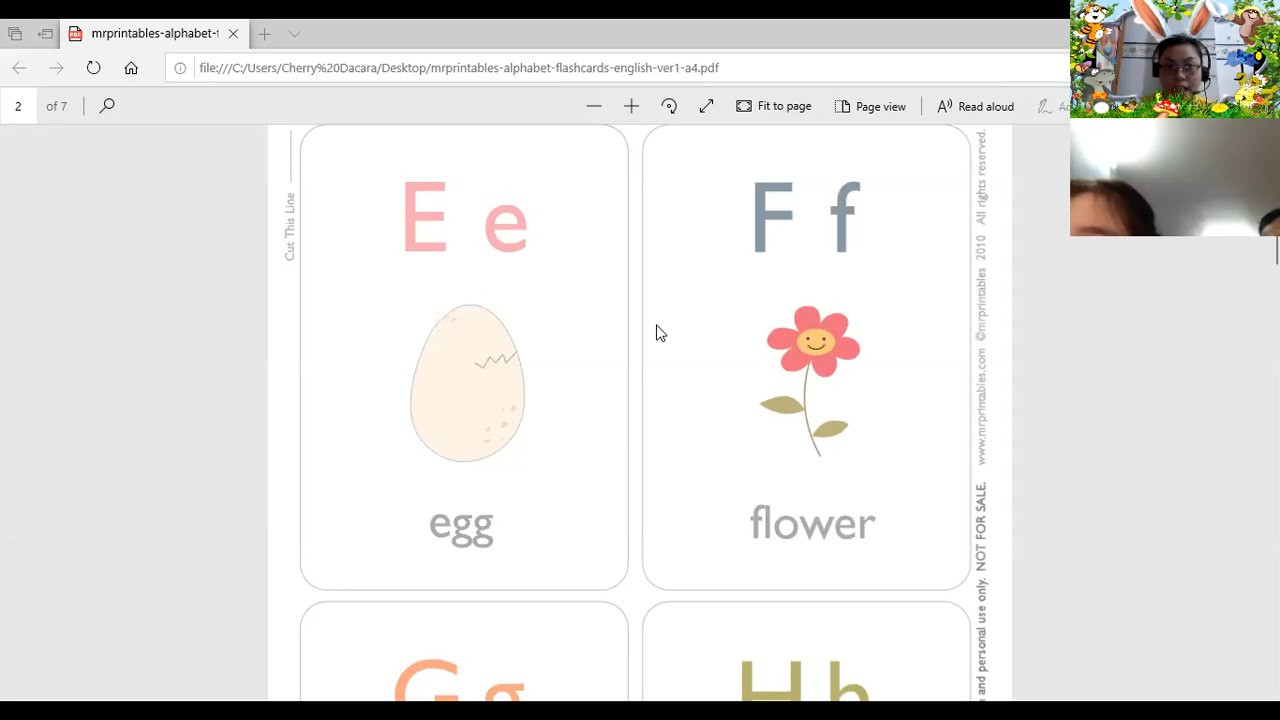 mrprintables-alphabet-f
file:///C:/Users/Cherry%20Dacara/Desktop/mrprintables-alphabet-flashcards-english-ver1-a4.pdf
2 of 7
Fit to page
Page view
Read aloud
Cut This Line
E e
F f
egg
flower
G g
H h
www.mrprintables.com ©mrprintables 2010 All rights reserved.
and personal use only. NOT FOR SALE.